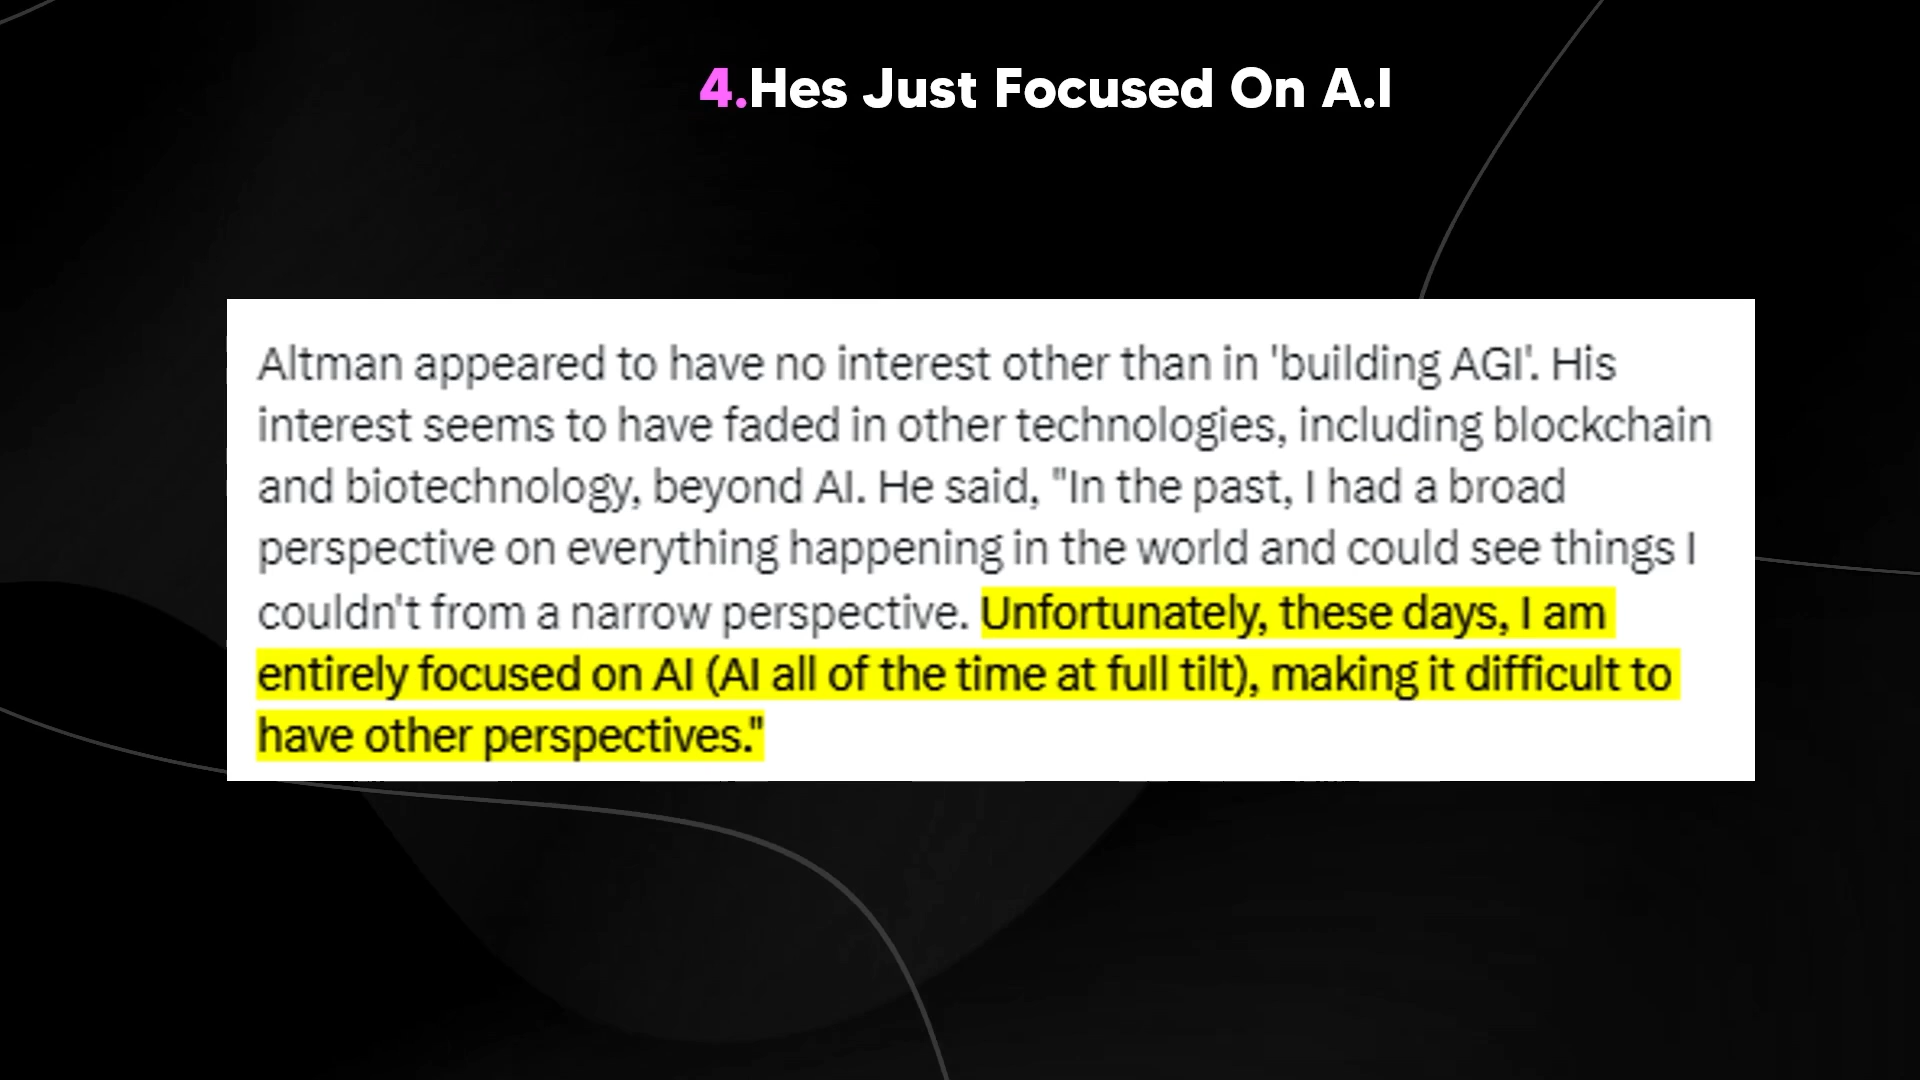 4.Hes Just Focused On A.I
Altman appeared to have no interest other than in 'building AGI'. His
interest seems to have faded in other technologies, including blockchain
and biotechnology, beyond AI. He said, "In the past, I had a broad
perspective on everything happening in the world and could see things I
couldn't from a narrow perspective. Unfortunately, these days, I am
entirely focused on AI (AI all of the time at full tilt), making it difficult to
have other perspectives."